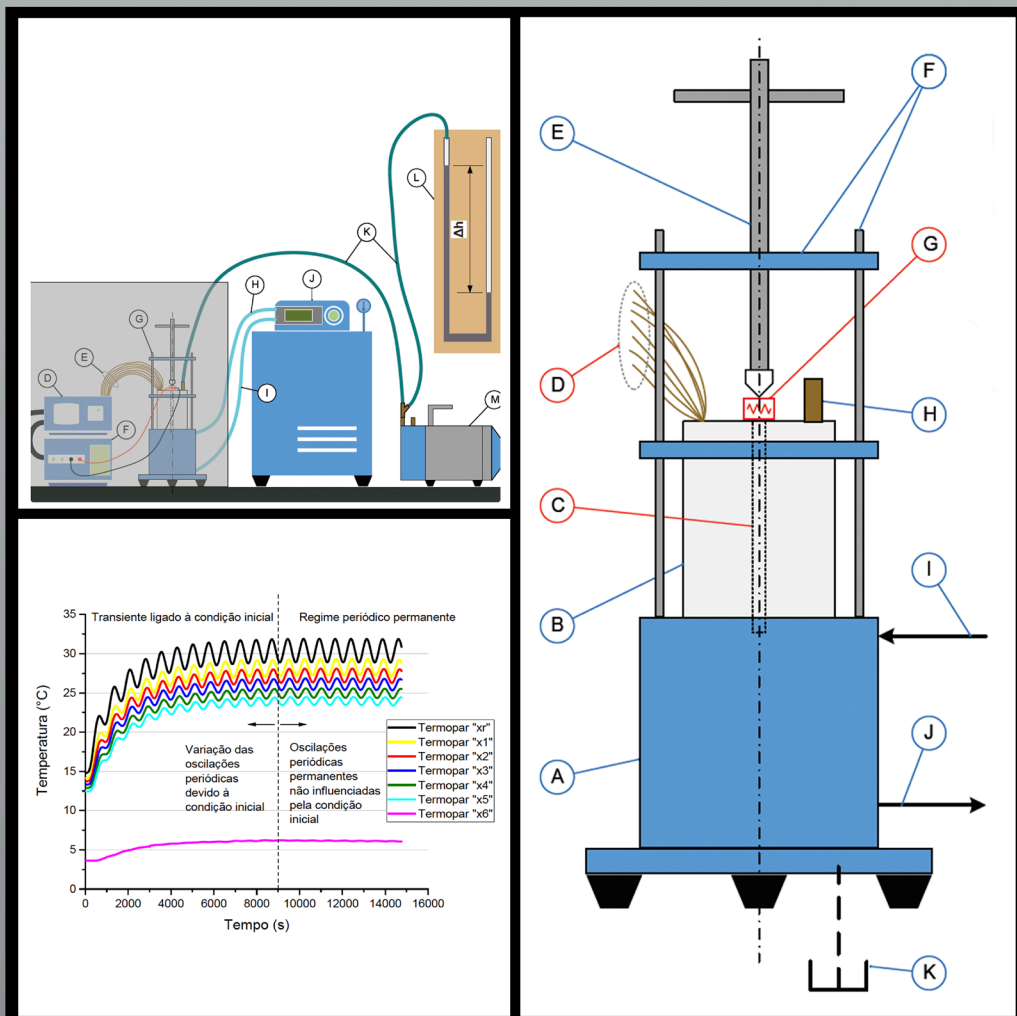 L
K
Δh
J
H
G
E
D
F
I
M
F
E
G
D
H
C
I
B
J
A
K
35
30
25
20
15
10
5
0
Temperatura (°C)
Transiente ligado à condição inicial
Regime periódico permanente
Variação das
oscilações
periódicas
devido à
condição inicial
Oscilações
periódicas
permanentes
não influenciadas
pela condição
inicial
Termopar "xr"
Termopar "x1"
Termopar "x2"
Termopar "x3"
Termopar "x4"
Termopar "x5"
Termopar "x6"
0 2000 4000 6000 8000 10000 12000 14000 16000
Tempo (s)